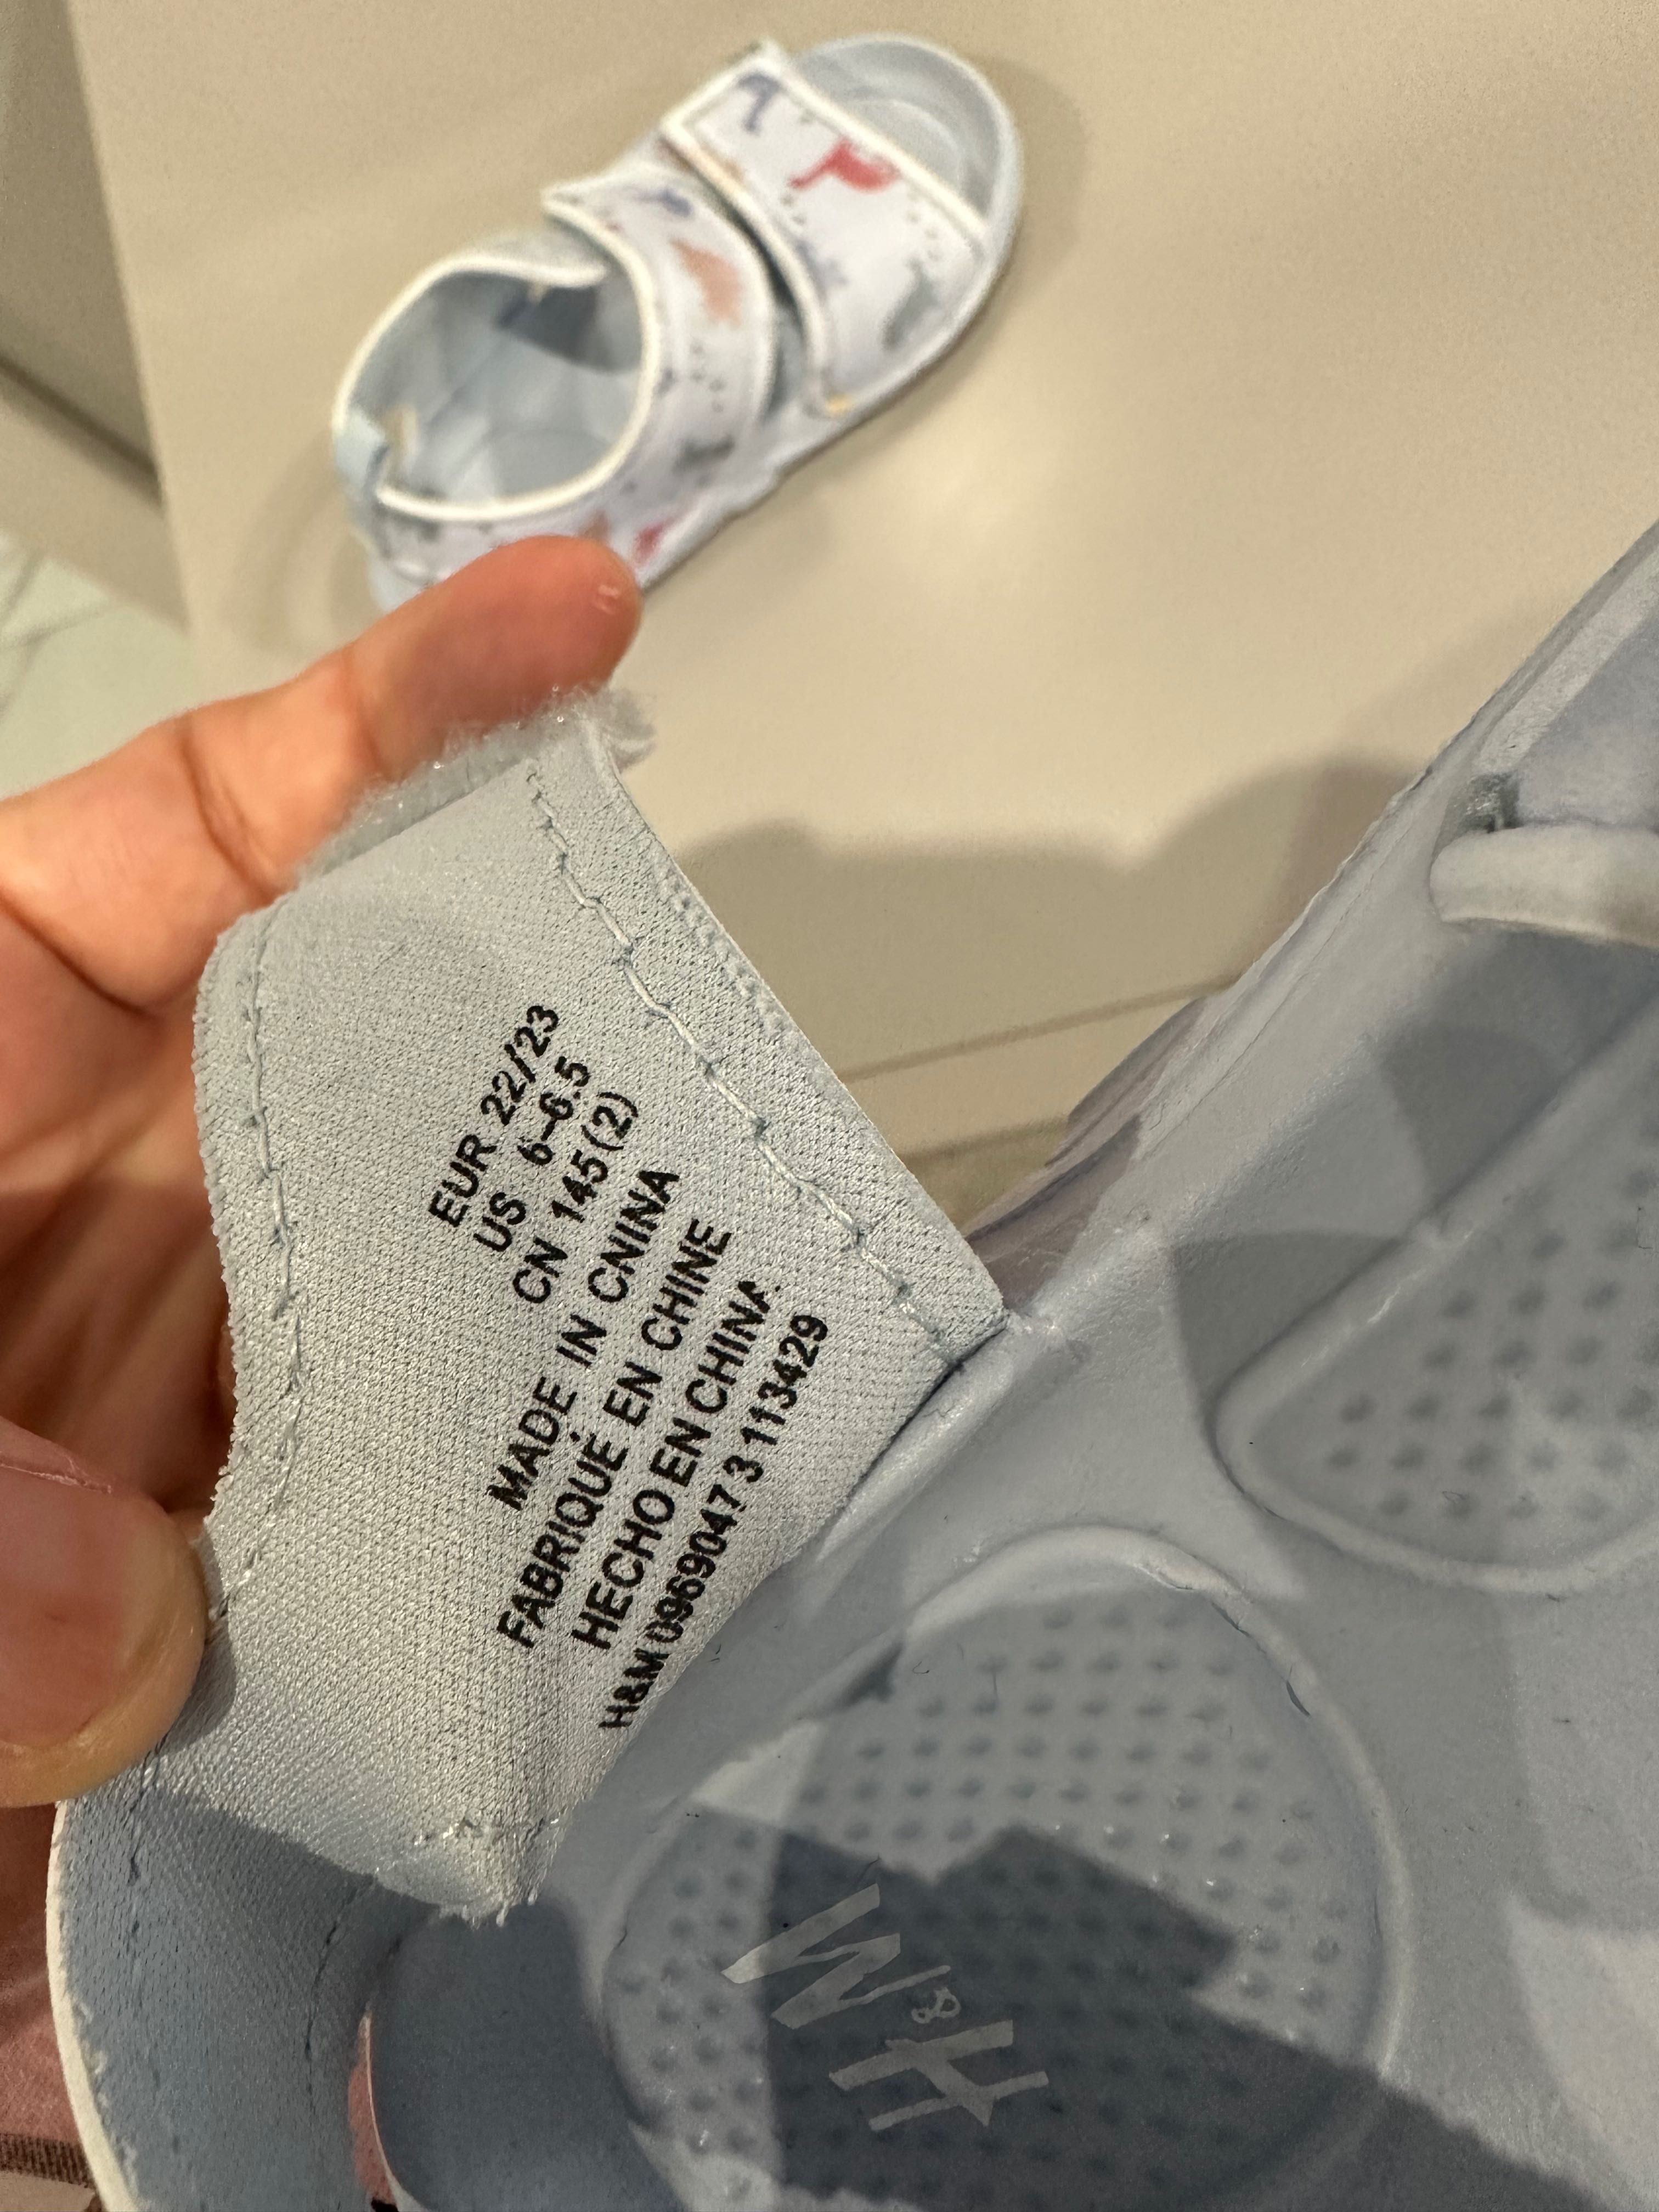 EUR 22/23
US 6-6.5
CN 145(2)
MADE IN CHINA
FABRIQUÉ EN CHINE
HECHO EN CHINA
H&M 0969047 3 113429
H&M